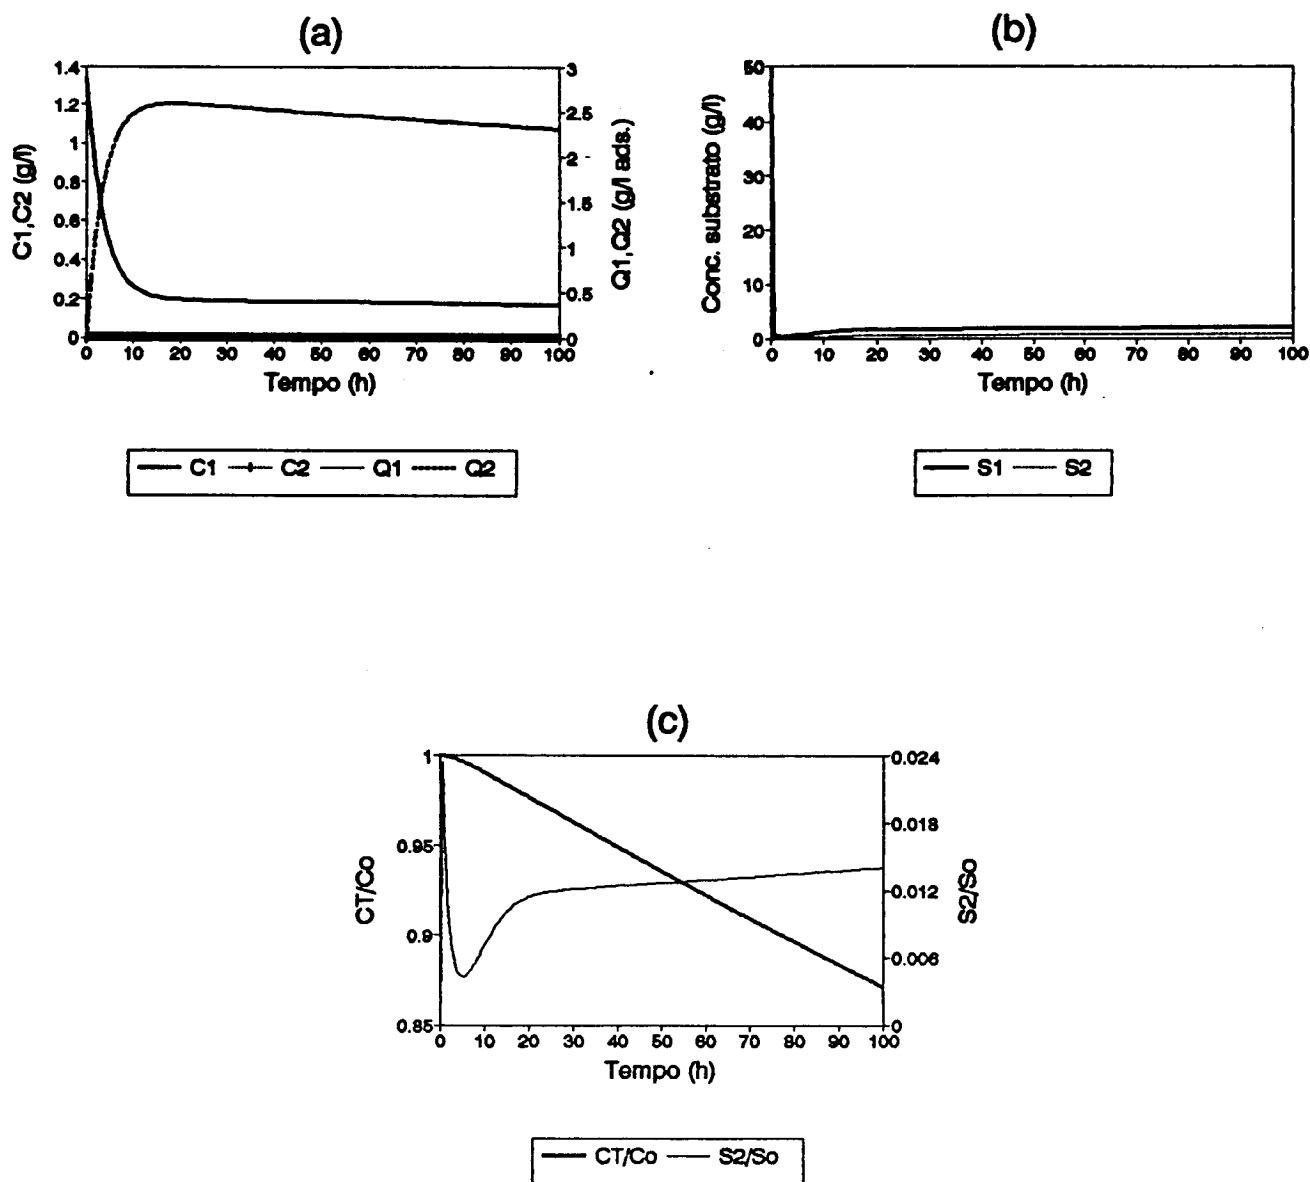 (a)
1.4
1.2
1
0.8
0.6
0.4
0.2
0
C1,C2 (g/l)
3
2.5
2
1.5
1
0.5
0
Q1,Q2 (g/l ads.)
0 10 20 30 40 50 60 70 80 90 100
Tempo (h)
C1 C2 Q1 Q2
(b)
50
40
30
20
10
0
Conc. substrato (g/l)
0 10 20 30 40 50 60 70 80 90 100
Tempo (h)
S1 S2
(c)
1
0.95
0.9
0.85
CT/Co
0.024
0.018
0.012
0.006
0
S2/So
0 10 20 30 40 50 60 70 80 90 100
Tempo (h)
CT/Co S2/So